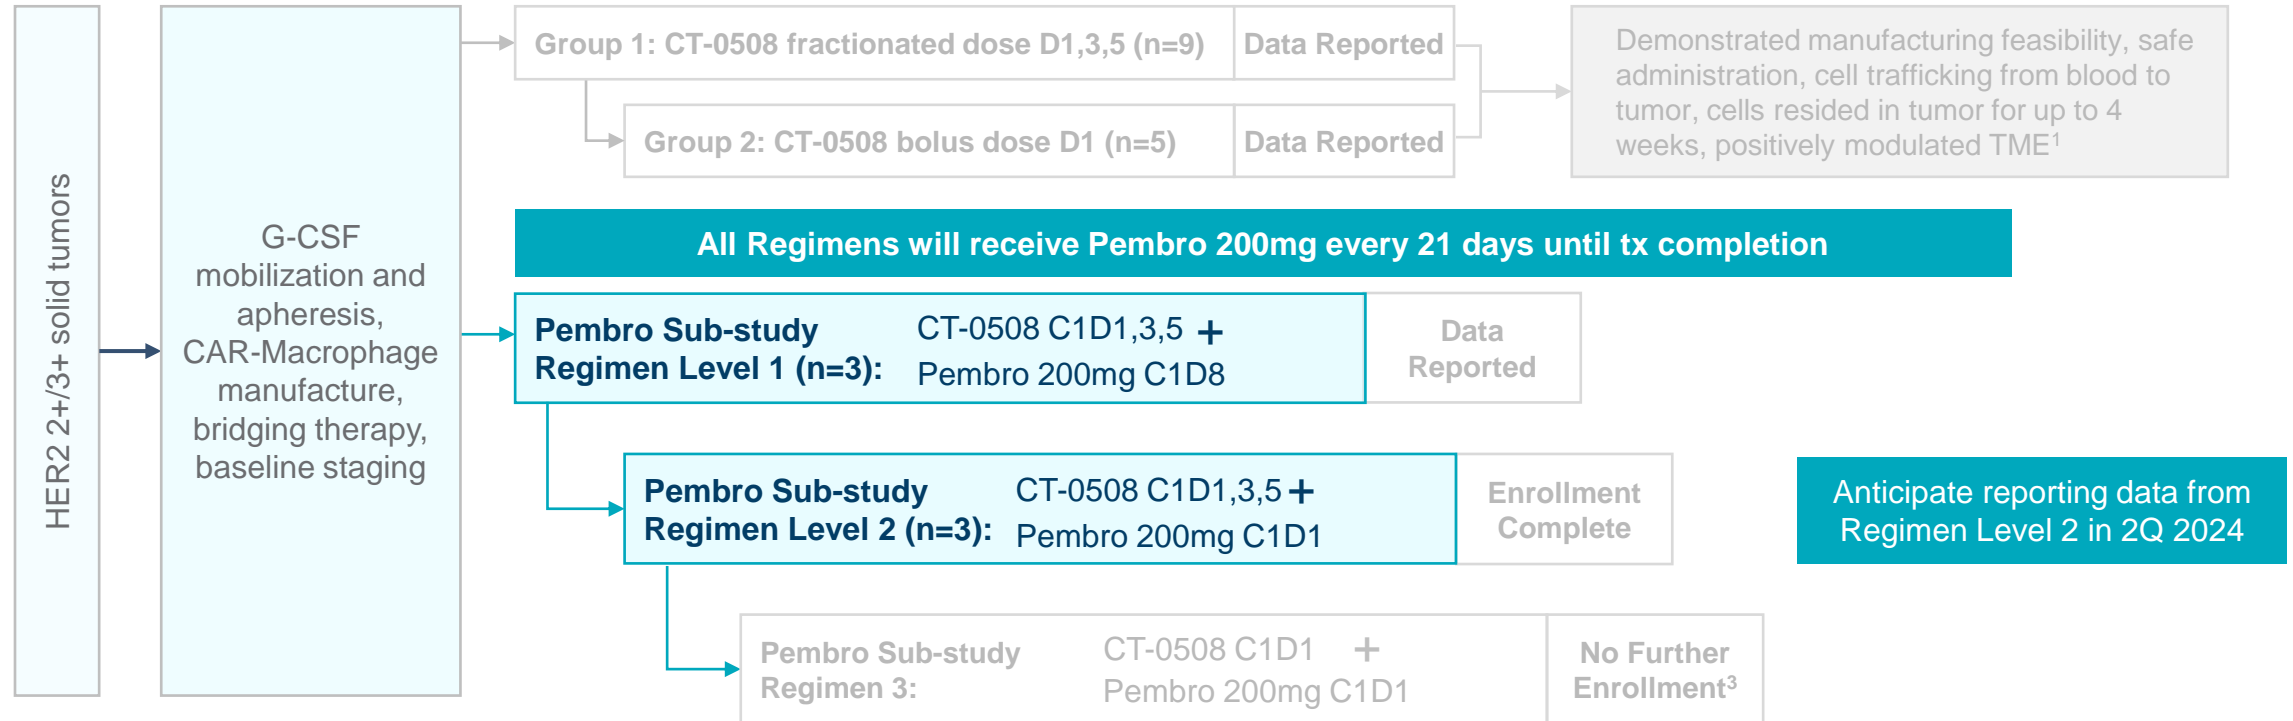 HER2 2+/3+ solid tumors
G-CSF
mobilization and
apheresis,
CAR-Macrophage
manufacture,
bridging therapy,
baseline staging
Group 1: CT-0508 fractionated dose D1,3,5 (n=9)
Data Reported
Group 2: CT-0508 bolus dose D1 (n=5)
Data Reported
Demonstrated manufacturing feasibility, safe
administration, cell trafficking from blood to
tumor, cells resided in tumor for up to 4
weeks, positively modulated TME¹
All Regimens will receive Pembro 200mg every 21 days until tx completion
Pembro Sub-study
Regimen Level 1 (n=3):
CT-0508 C1D1,3,5 +
Pembro 200mg C1D8
Data
Reported
Pembro Sub-study
Regimen Level 2 (n=3):
CT-0508 C1D1,3,5 +
Pembro 200mg C1D1
Enrollment
Complete
Anticipate reporting data from
Regimen Level 2 in 2Q 2024
Pembro Sub-study
Regimen 3:
CT-0508 C1D1 +
Pembro 200mg C1D1
No Further
Enrollment³